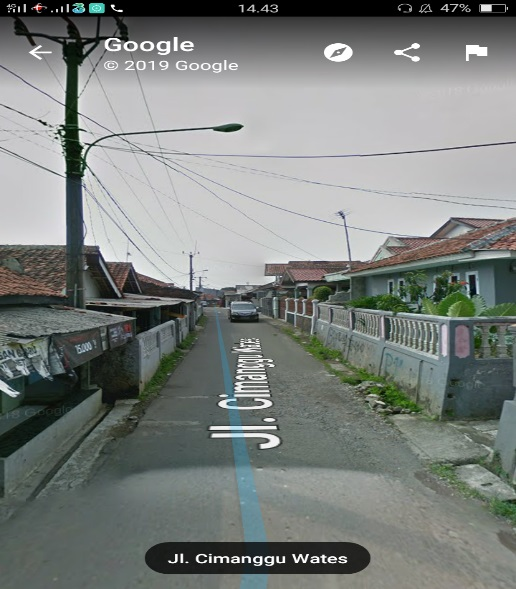 14.43
47%
Google
© 2019 Google
15.000
Jl. Cimanggu Wates
Jl. Cimanggu Wates